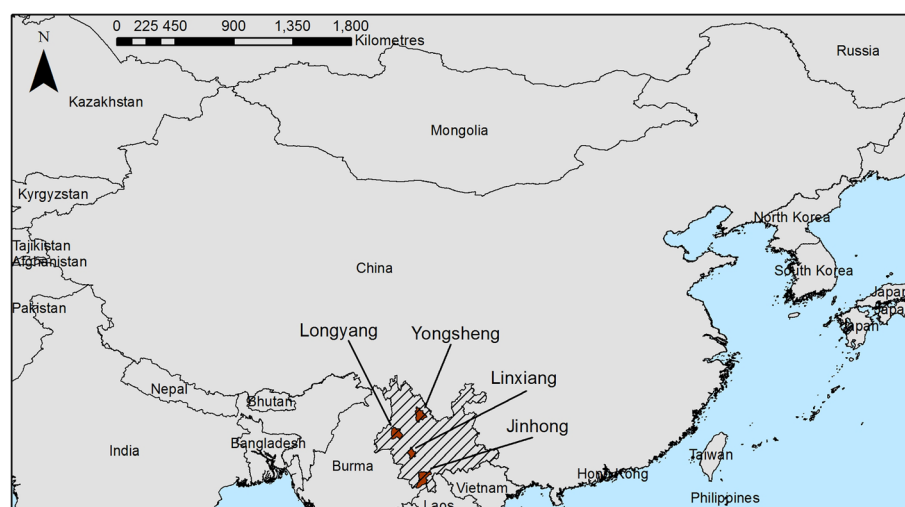 0 225 450 900 1,350 1,800
Kilometres
N
Russia
Kazakhstan
Mongolia
Kyrgyzstan
North Korea
Tajikistan
Afghanistan
China
South Korea
Japan
Pakistan
Japan
Longyang
Yongsheng
Japan
Linxiang
Nepal
Bhutan
Jinhong
Bangladesh
India
Burma
Taiwan
Hong Kong
Vietnam
Philippines
Laos